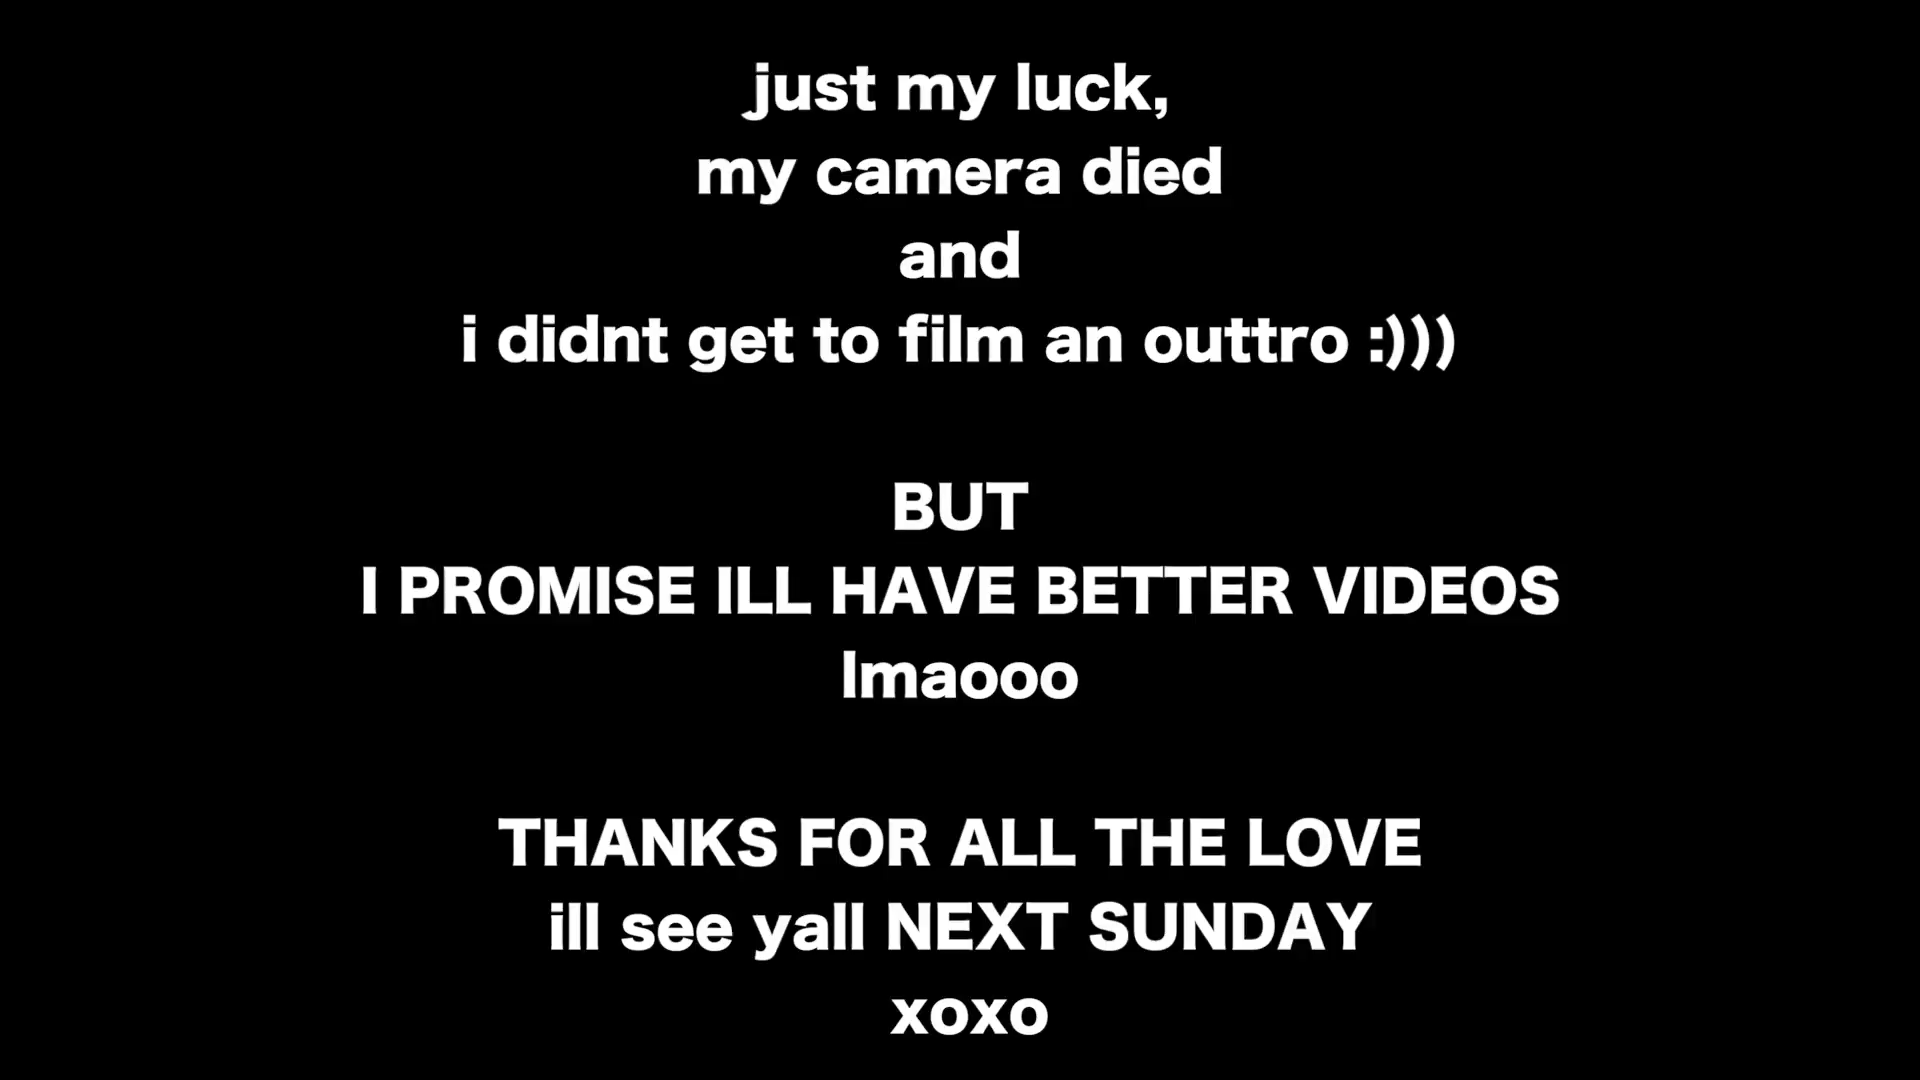 just my luck,
my camera died
and
i didnt get to film an outtro :)))
BUT
I PROMISE ILL HAVE BETTER VIDEOS
lmaooo
THANKS FOR ALL THE LOVE
ill see yall NEXT SUNDAY
xoxo